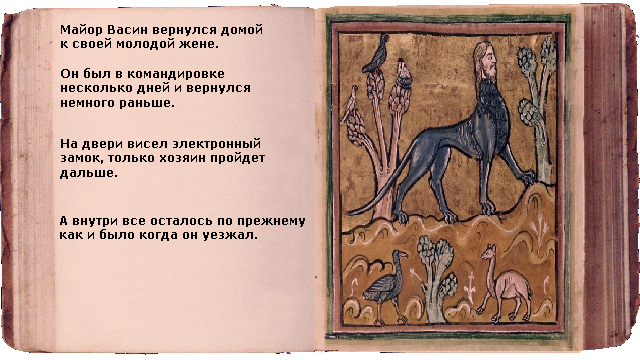 Майор Васин вернулся домой
к своей молодой жене.
Он был в командировке
несколько дней и вернулся
немного раньше.
На двери висел электронный
замок, только хозяин пройдет
дальше.
А внутри все осталось по прежнему
как и было когда он уезжал.